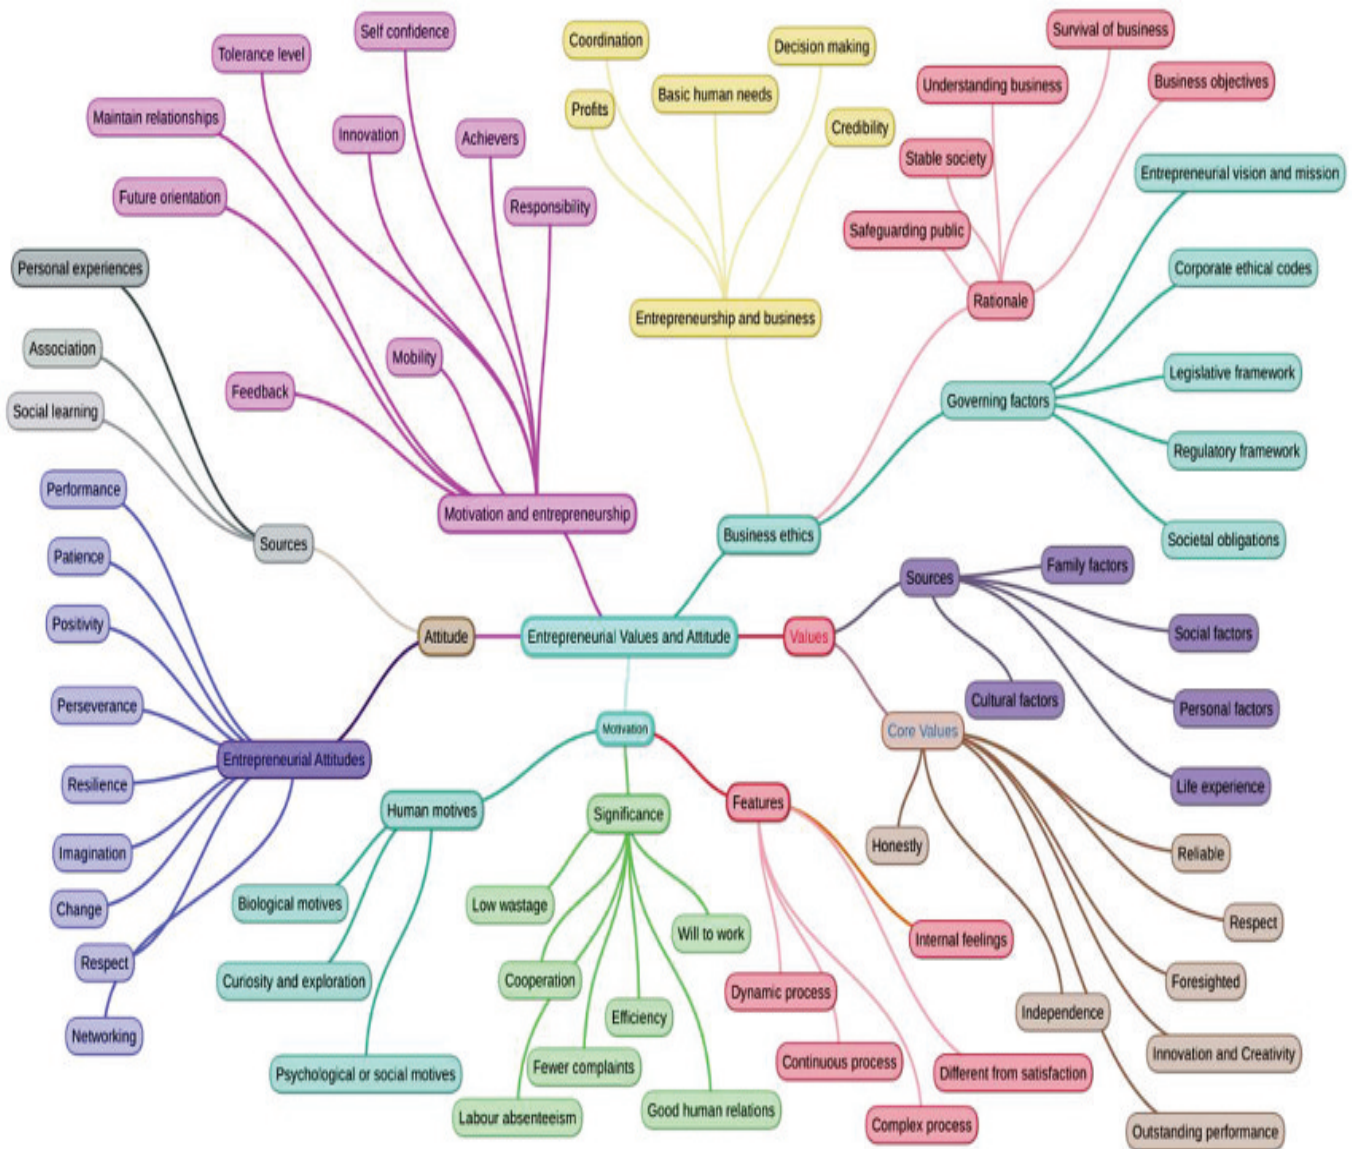 Self confidence
Tolerance level
Maintain relationships
Innovation
Achievers
Future orientation
Responsibility
Mobility
Feedback
Motivation and entrepreneurship
Coordination
Decision making
Profits
Basic human needs
Credibility
Entrepreneurship and business
Survival of business
Understanding business
Business objectives
Stable society
Safeguarding public
Rationale
Entrepreneurial vision and mission
Corporate ethical codes
Legislative framework
Governing factors
Regulatory framework
Societal obligations
Business ethics
Personal experiences
Association
Social learning
Sources
Attitude
Entrepreneurial Values and Attitude
Values
Sources
Family factors
Social factors
Cultural factors
Personal factors
Life experience
Core Values
Honestly
Reliable
Respect
Foresighted
Independence
Innovation and Creativity
Outstanding performance
Performance
Patience
Positivity
Perseverance
Entrepreneurial Attitudes
Resilience
Imagination
Change
Respect
Networking
Motivation
Human motives
Biological motives
Curiosity and exploration
Psychological or social motives
Significance
Low wastage
Will to work
Cooperation
Efficiency
Fewer complaints
Labour absenteeism
Good human relations
Features
Internal feelings
Dynamic process
Continuous process
Different from satisfaction
Complex process